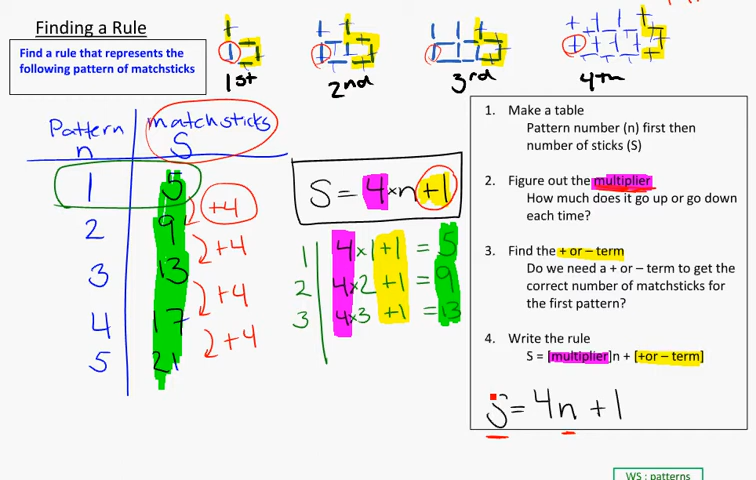 Finding a Rule
Find a rule that represents the
following pattern of matchsticks
1st
2nd
3rd
4th
Pattern
n
matchsticks
S
1 5
2 9
3 13
4 17
5 21
+4
+4
+4
+4
S = 4×n +1
1 4×1 +1 = 5
2 4×2 +1 = 9
3 4×3 +1 = 13
1. Make a table
Pattern number (n) first then
number of sticks (S)
2. Figure out the multiplier
How much does it go up or go down
each time?
3. Find the + or – term
Do we need a + or – term to get the
correct number of matchsticks for
the first pattern?
4. Write the rule
S = [multiplier]n + [+or – term]
S = 4n + 1
WS : patterns